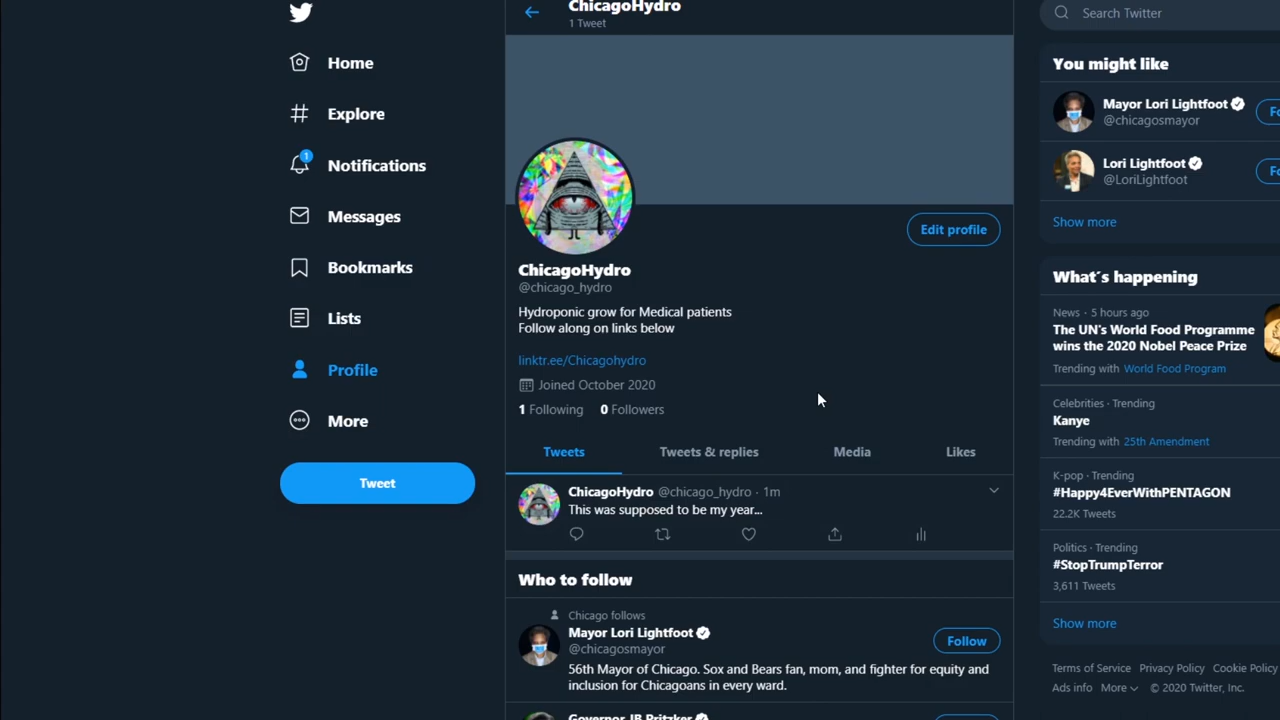 Home
Explore
1
Notifications
Messages
Bookmarks
Lists
Profile
More
Tweet
ChicagoHydro
1 Tweet
Edit profile
ChicagoHydro
@chicago_hydro
Hydroponic grow for Medical patients
Follow along on links below
linktr.ee/Chicagohydro
Joined October 2020
1 Following 0 Followers
Tweets Tweets & replies Media Likes
ChicagoHydro @chicago_hydro · 1m
This was supposed to be my year...
Who to follow
Chicago follows
Mayor Lori Lightfoot
@chicagosmayor
Follow
56th Mayor of Chicago. Sox and Bears fan, mom, and fighter for equity and
inclusion for Chicagoans in every ward.
Governor JB Pritzker
Search Twitter
You might like
Mayor Lori Lightfoot
@chicagosmayor
Fo
Lori Lightfoot
@LoriLightfoot
Fo
Show more
What's happening
News · 5 hours ago
The UN's World Food Programme
wins the 2020 Nobel Peace Prize
Trending with World Food Program
Celebrities · Trending
Kanye
Trending with 25th Amendment
K-pop · Trending
#Happy4EverWithPENTAGON
22.2K Tweets
Politics · Trending
#StopTrumpTerror
3,611 Tweets
Show more
Terms of Service Privacy Policy Cookie Policy
Ads info More © 2020 Twitter, Inc.